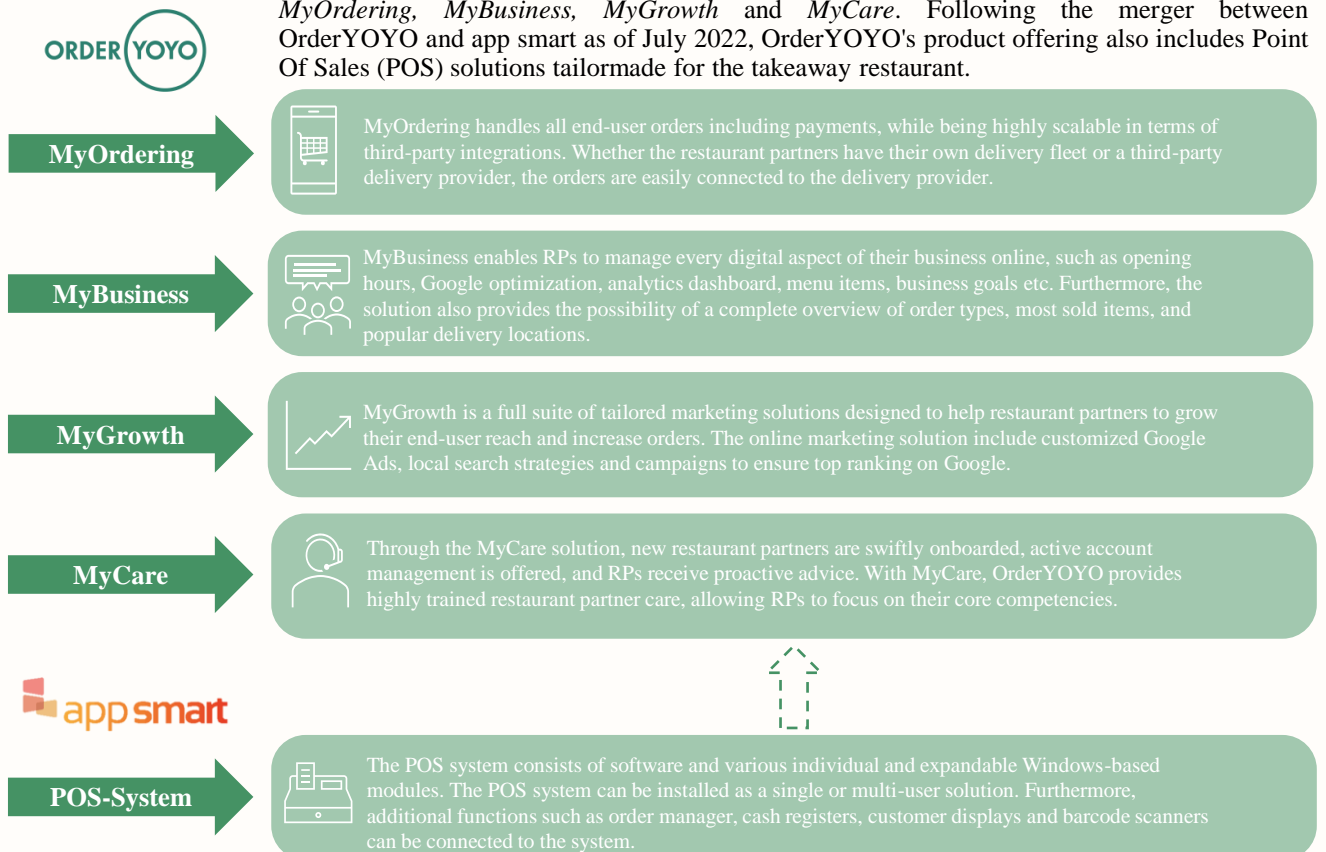 MyOrdering, MyBusiness, MyGrowth and MyCare. Following the merger between
OrderYOYO and app smart as of July 2022, OrderYOYO's product offering also includes Point
Of Sales (POS) solutions tailormade for the takeaway restaurant.
ORDER YOYO
MyOrdering
MyOrdering handles all end-user orders including payments, while being highly scalable in terms of
third-party integrations. Whether the restaurant partners have their own delivery fleet or a third-party
delivery provider, the orders are easily connected to the delivery provider.
MyBusiness
MyBusiness enables RPs to manage every digital aspect of their business online, such as opening
hours, Google optimization, analytics dashboard, menu items, business goals etc. Furthermore, the
solution also provides the possibility of a complete overview of order types, most sold items, and
popular delivery locations.
MyGrowth
MyGrowth is a full suite of tailored marketing solutions designed to help restaurant partners to grow
their end-user reach and increase orders. The online marketing solution include customized Google
Ads, local search strategies and campaigns to ensure top ranking on Google.
MyCare
Through the MyCare solution, new restaurant partners are swiftly onboarded, active account
management is offered, and RPs receive proactive advice. With MyCare, OrderYOYO provides
highly trained restaurant partner care, allowing RPs to focus on their core competencies.
app smart
POS-System
The POS system consists of software and various individual and expandable Windows-based
modules. The POS system can be installed as a single or multi-user solution. Furthermore,
additional functions such as order manager, cash registers, customer displays and barcode scanners
can be connected to the system.